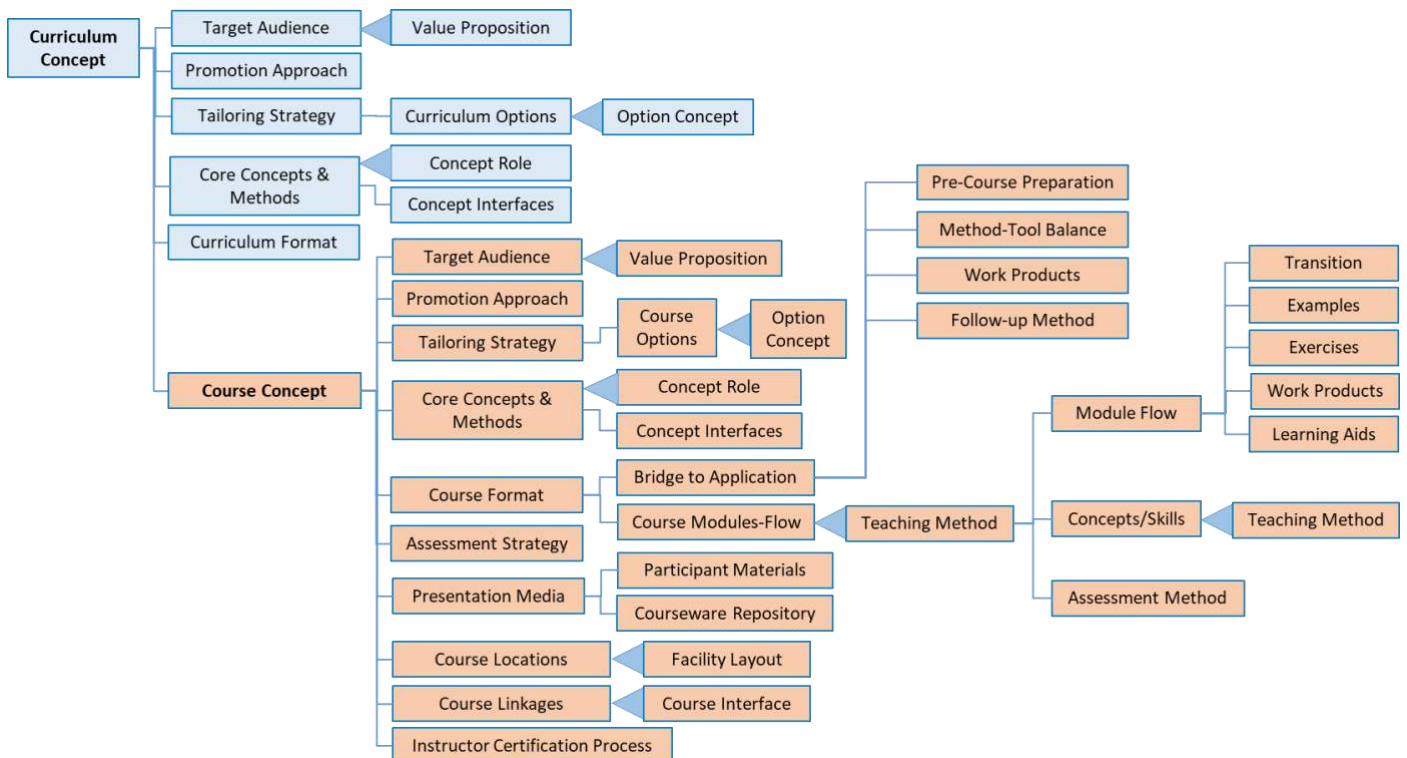 Curriculum
Concept
Target Audience
Value Proposition
Promotion Approach
Tailoring Strategy
Curriculum Options
Option Concept
Core Concepts &
Methods
Concept Role
Concept Interfaces
Curriculum Format
Course Concept
Target Audience
Value Proposition
Promotion Approach
Tailoring Strategy
Course
Options
Option
Concept
Core Concepts &
Methods
Concept Role
Concept Interfaces
Course Format
Bridge to Application
Pre-Course Preparation
Method-Tool Balance
Work Products
Follow-up Method
Course Modules-Flow
Teaching Method
Module Flow
Transition
Examples
Exercises
Work Products
Learning Aids
Concepts/Skills
Teaching Method
Assessment Method
Assessment Strategy
Presentation Media
Participant Materials
Courseware Repository
Course Locations
Facility Layout
Course Linkages
Course Interface
Instructor Certification Process